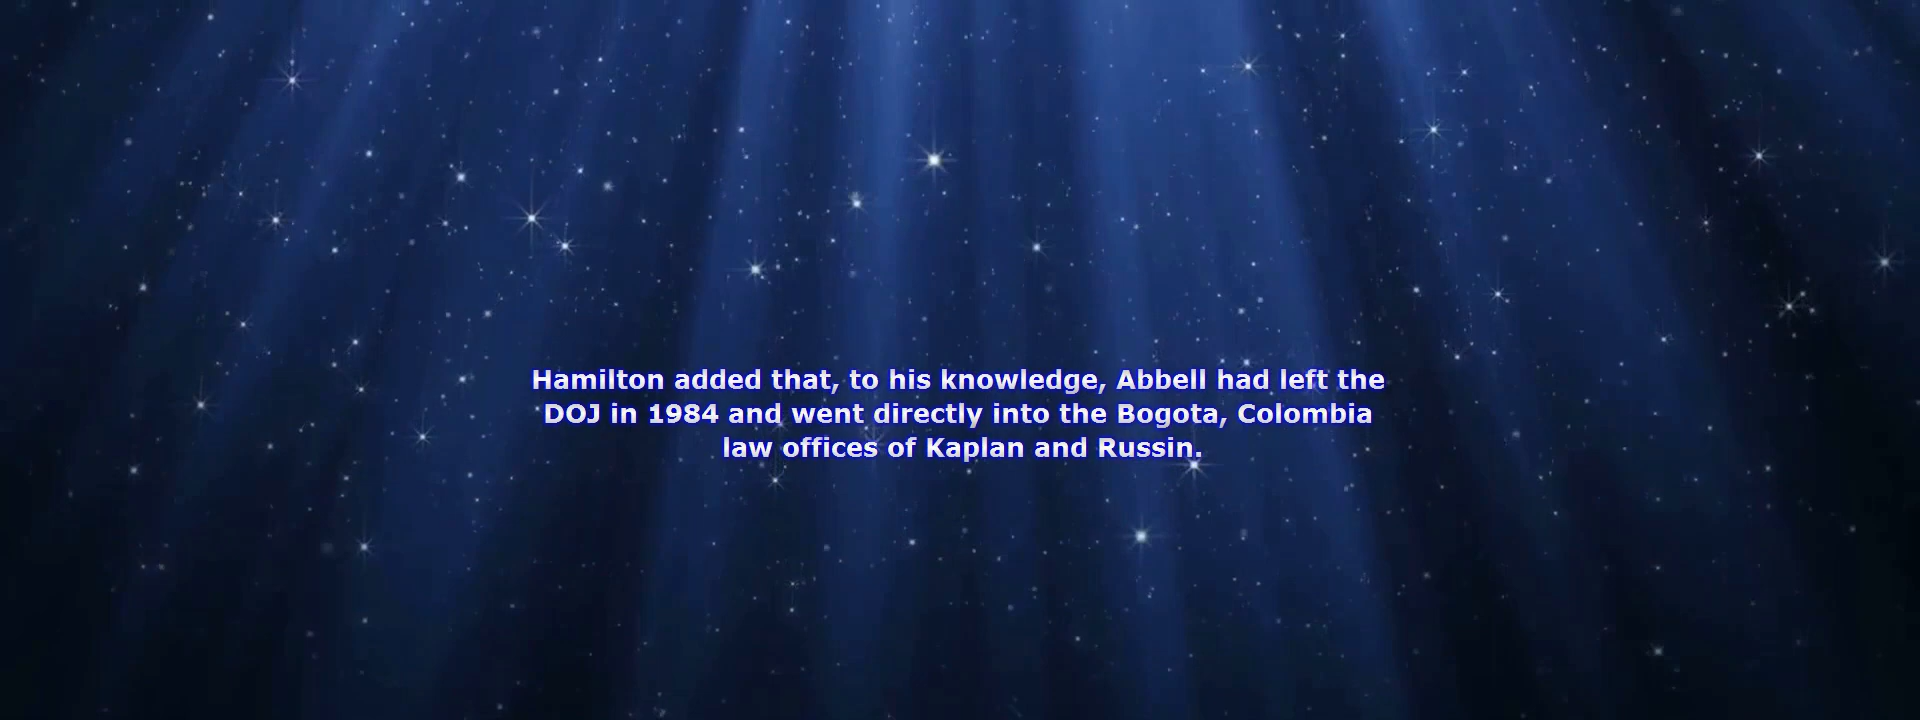 Hamilton added that, to his knowledge, Abbell had left the
DOJ in 1984 and went directly into the Bogota, Colombia
law offices of Kaplan and Russin.